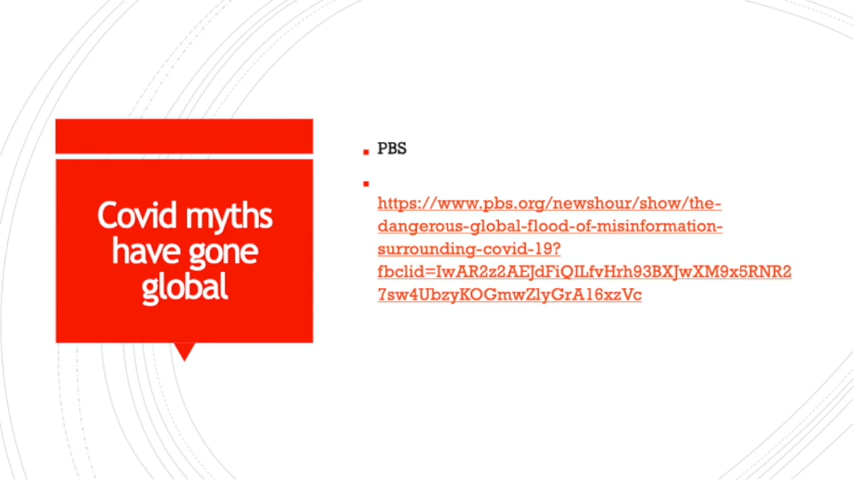 Covid myths
have gone
global
PBS
https://www.pbs.org/newshour/show/the-
dangerous-global-flood-of-misinformation-
surrounding-covid-19?
fbclid=IwAR2z2AEJdFiQILfvHrh93BXJwXM9x5RNR2
7sw4UbzyKOGmwZlyGrA16xzVc